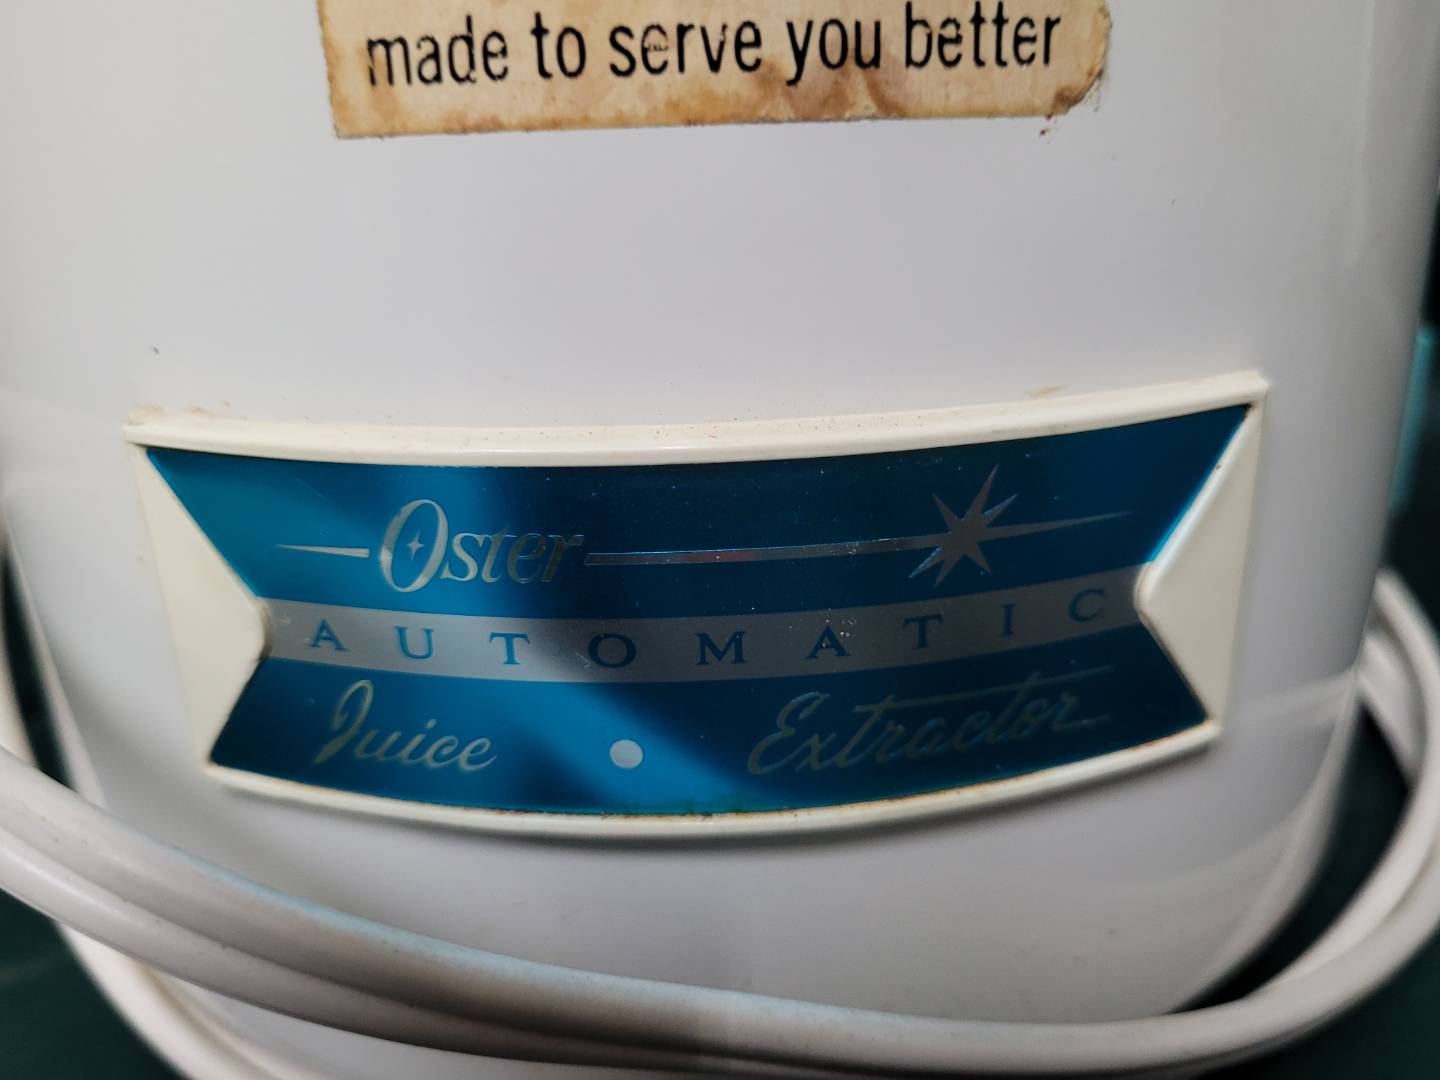 made to serve you better
Oster
AUTOMATIC
Juice • Extractor